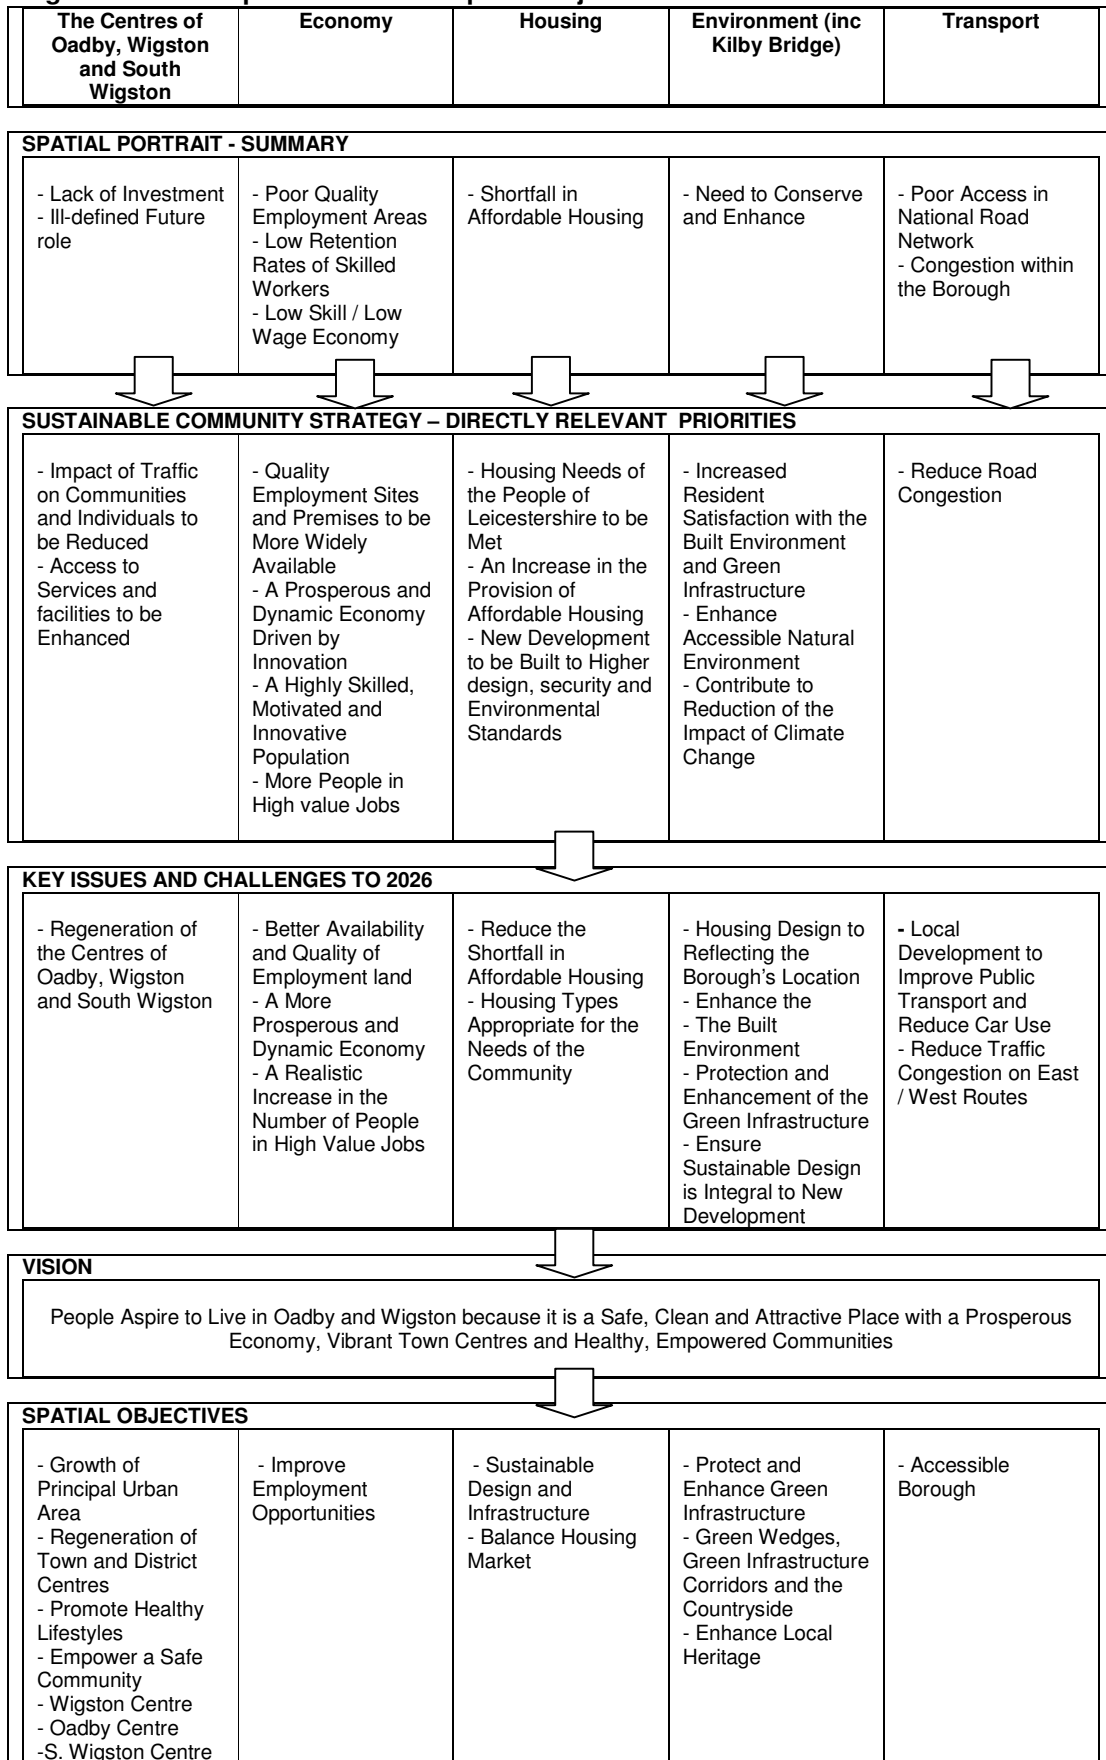 The Centres of
Oadby, Wigston
and South
Wigston
Economy
Housing
Environment (inc
Kilby Bridge)
Transport
SPATIAL PORTRAIT - SUMMARY
- Lack of Investment
- Ill-defined Future
role
- Poor Quality
Employment Areas
- Low Retention
Rates of Skilled
Workers
- Low Skill / Low
Wage Economy
- Shortfall in
Affordable Housing
- Need to Conserve
and Enhance
- Poor Access in
National Road
Network
- Congestion within
the Borough
SUSTAINABLE COMMUNITY STRATEGY – DIRECTLY RELEVANT PRIORITIES
- Impact of Traffic
on Communities
and Individuals to
be Reduced
- Access to
Services and
facilities to be
Enhanced
- Quality
Employment Sites
and Premises to be
More Widely
Available
- A Prosperous and
Dynamic Economy
Driven by
Innovation
- A Highly Skilled,
Motivated and
Innovative
Population
- More People in
High value Jobs
- Housing Needs of
the People of
Leicestershire to be
Met
- An Increase in the
Provision of
Affordable Housing
- New Development
to be Built to Higher
design, security and
Environmental
Standards
- Increased
Resident
Satisfaction with the
Built Environment
and Green
Infrastructure
- Enhance
Accessible Natural
Environment
- Contribute to
Reduction of the
Impact of Climate
Change
- Reduce Road
Congestion
KEY ISSUES AND CHALLENGES TO 2026
- Regeneration of
the Centres of
Oadby, Wigston
and South Wigston
- Better Availability
and Quality of
Employment land
- A More
Prosperous and
Dynamic Economy
- A Realistic
Increase in the
Number of People
in High Value Jobs
- Reduce the
Shortfall in
Affordable Housing
- Housing Types
Appropriate for the
Needs of the
Community
- Housing Design to
Reflecting the
Borough's Location
- Enhance the
- The Built
Environment
- Protection and
Enhancement of the
Green Infrastructure
- Ensure
Sustainable Design
is Integral to New
Development
- Local
Development to
Improve Public
Transport and
Reduce Car Use
- Reduce Traffic
Congestion on East
/ West Routes
VISION
People Aspire to Live in Oadby and Wigston because it is a Safe, Clean and Attractive Place with a Prosperous
Economy, Vibrant Town Centres and Healthy, Empowered Communities
SPATIAL OBJECTIVES
- Growth of
Principal Urban
Area
- Regeneration of
Town and District
Centres
- Promote Healthy
Lifestyles
- Empower a Safe
Community
- Wigston Centre
- Oadby Centre
-S. Wigston Centre
- Improve
Employment
Opportunities
- Sustainable
Design and
Infrastructure
- Balance Housing
Market
- Protect and
Enhance Green
Infrastructure
- Green Wedges,
Green Infrastructure
Corridors and the
Countryside
- Enhance Local
Heritage
- Accessible
Borough